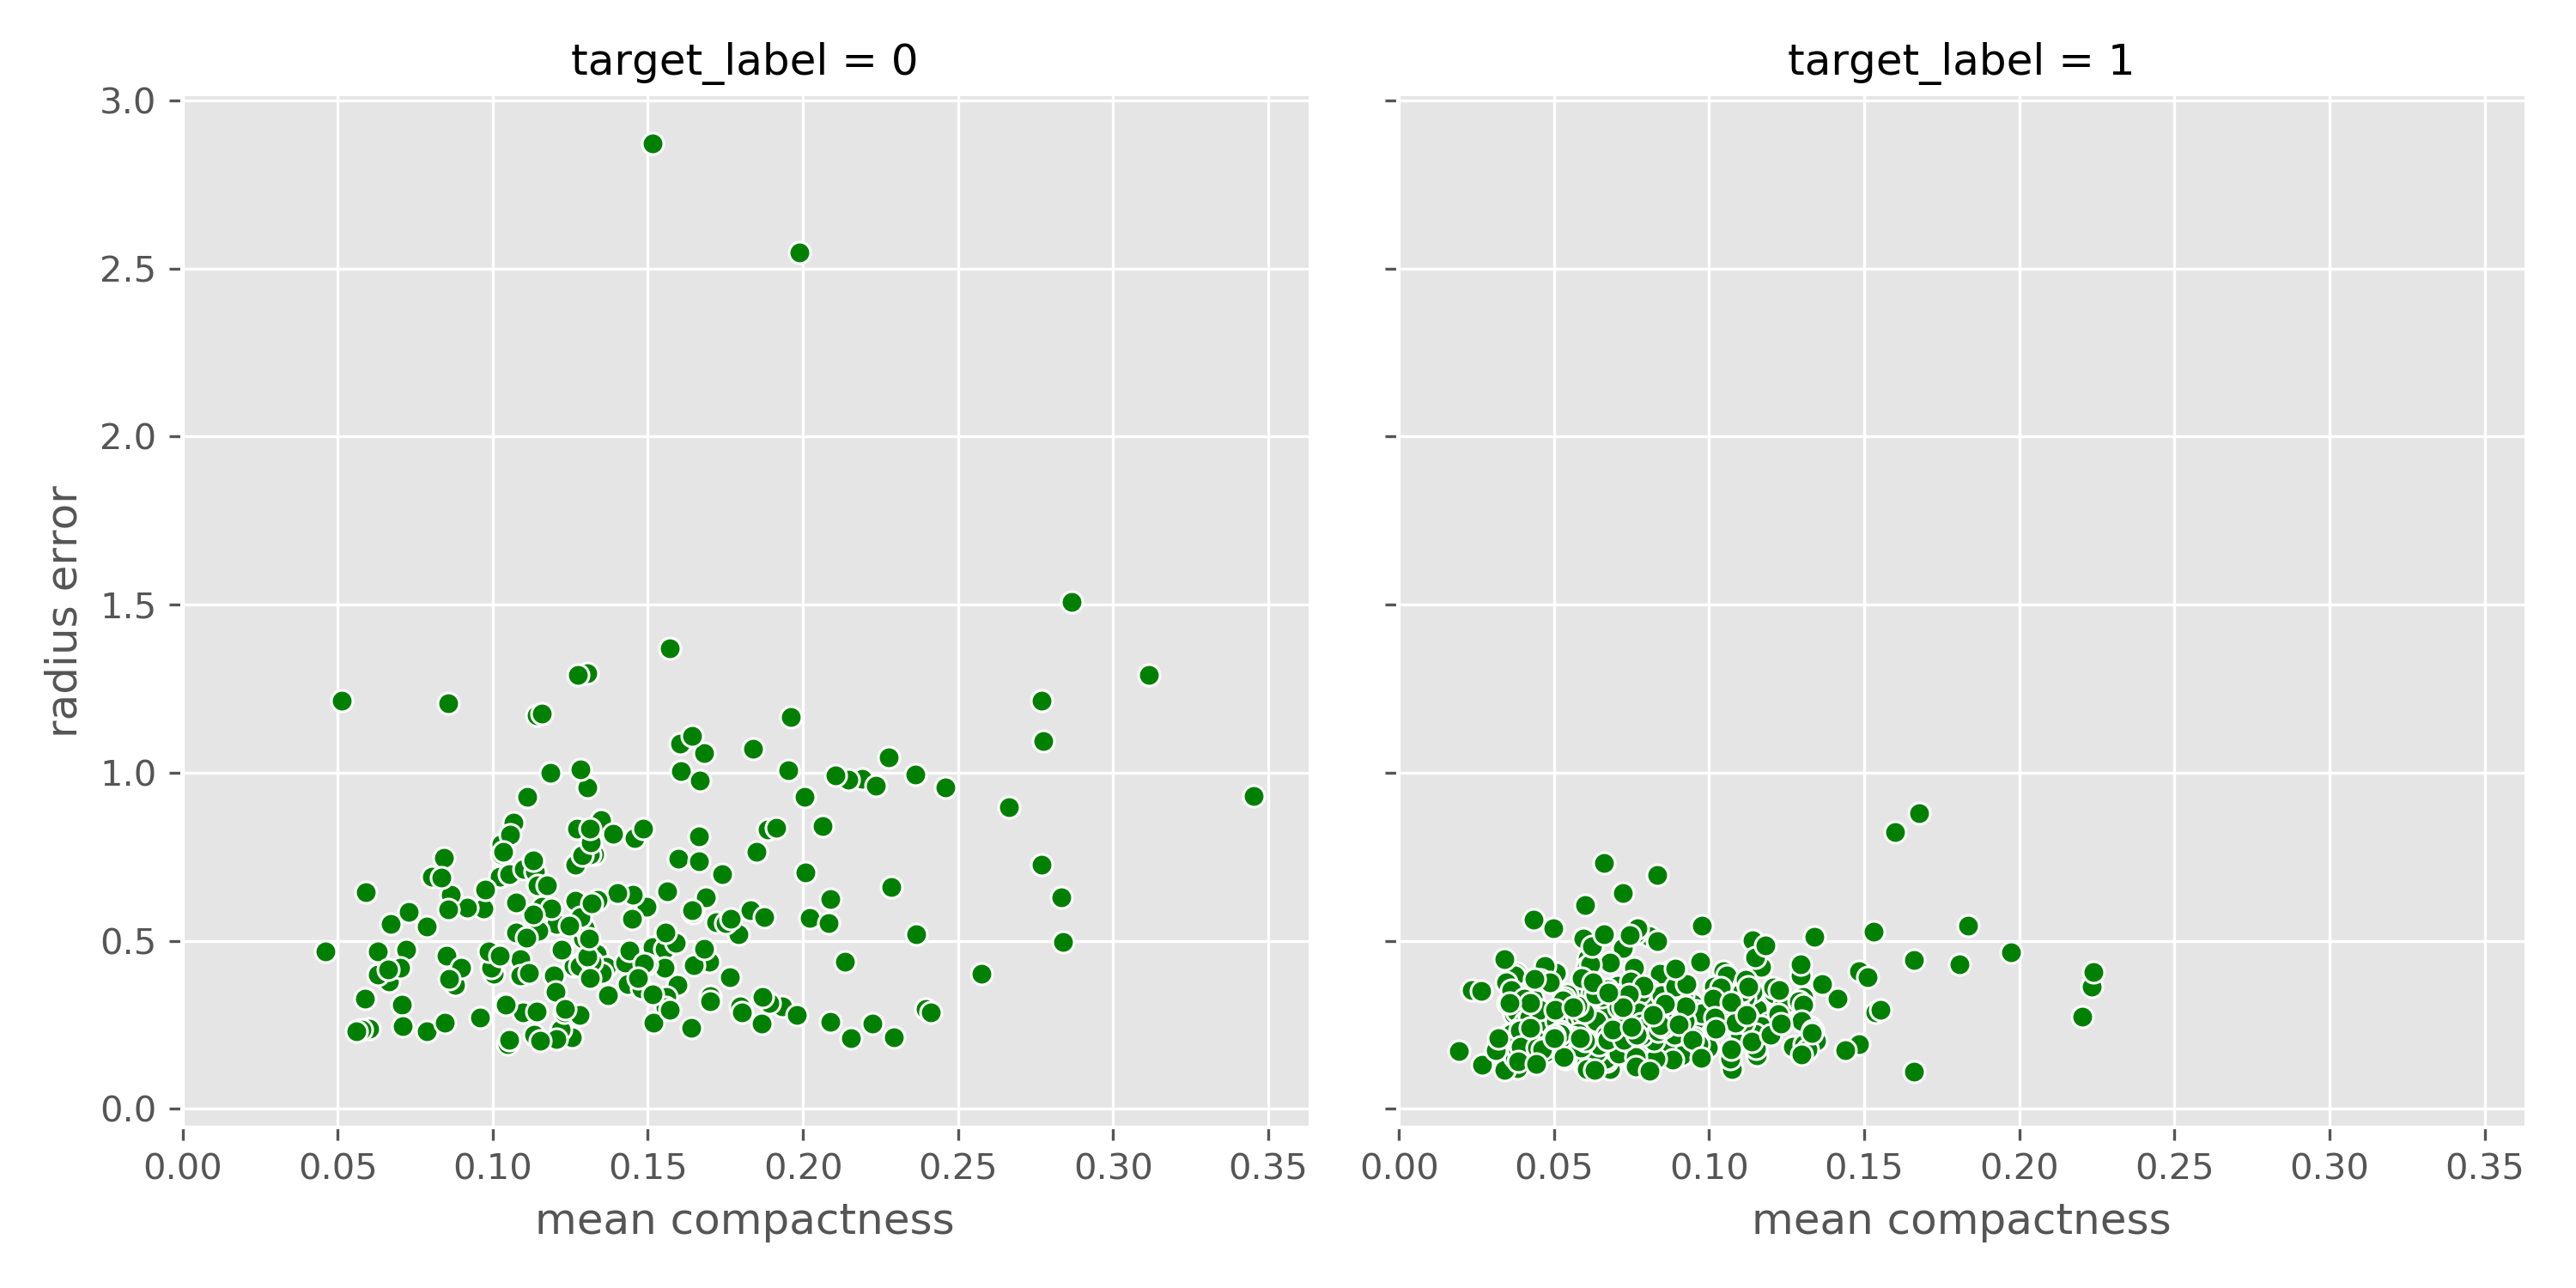 target_label = 0
target_label = 1
3.0
2.5
2.0
1.5
1.0
0.5
0.0
radius error
0.00 0.05 0.10 0.15 0.20 0.25 0.30 0.35
0.00 0.05 0.10 0.15 0.20 0.25 0.30 0.35
mean compactness
mean compactness